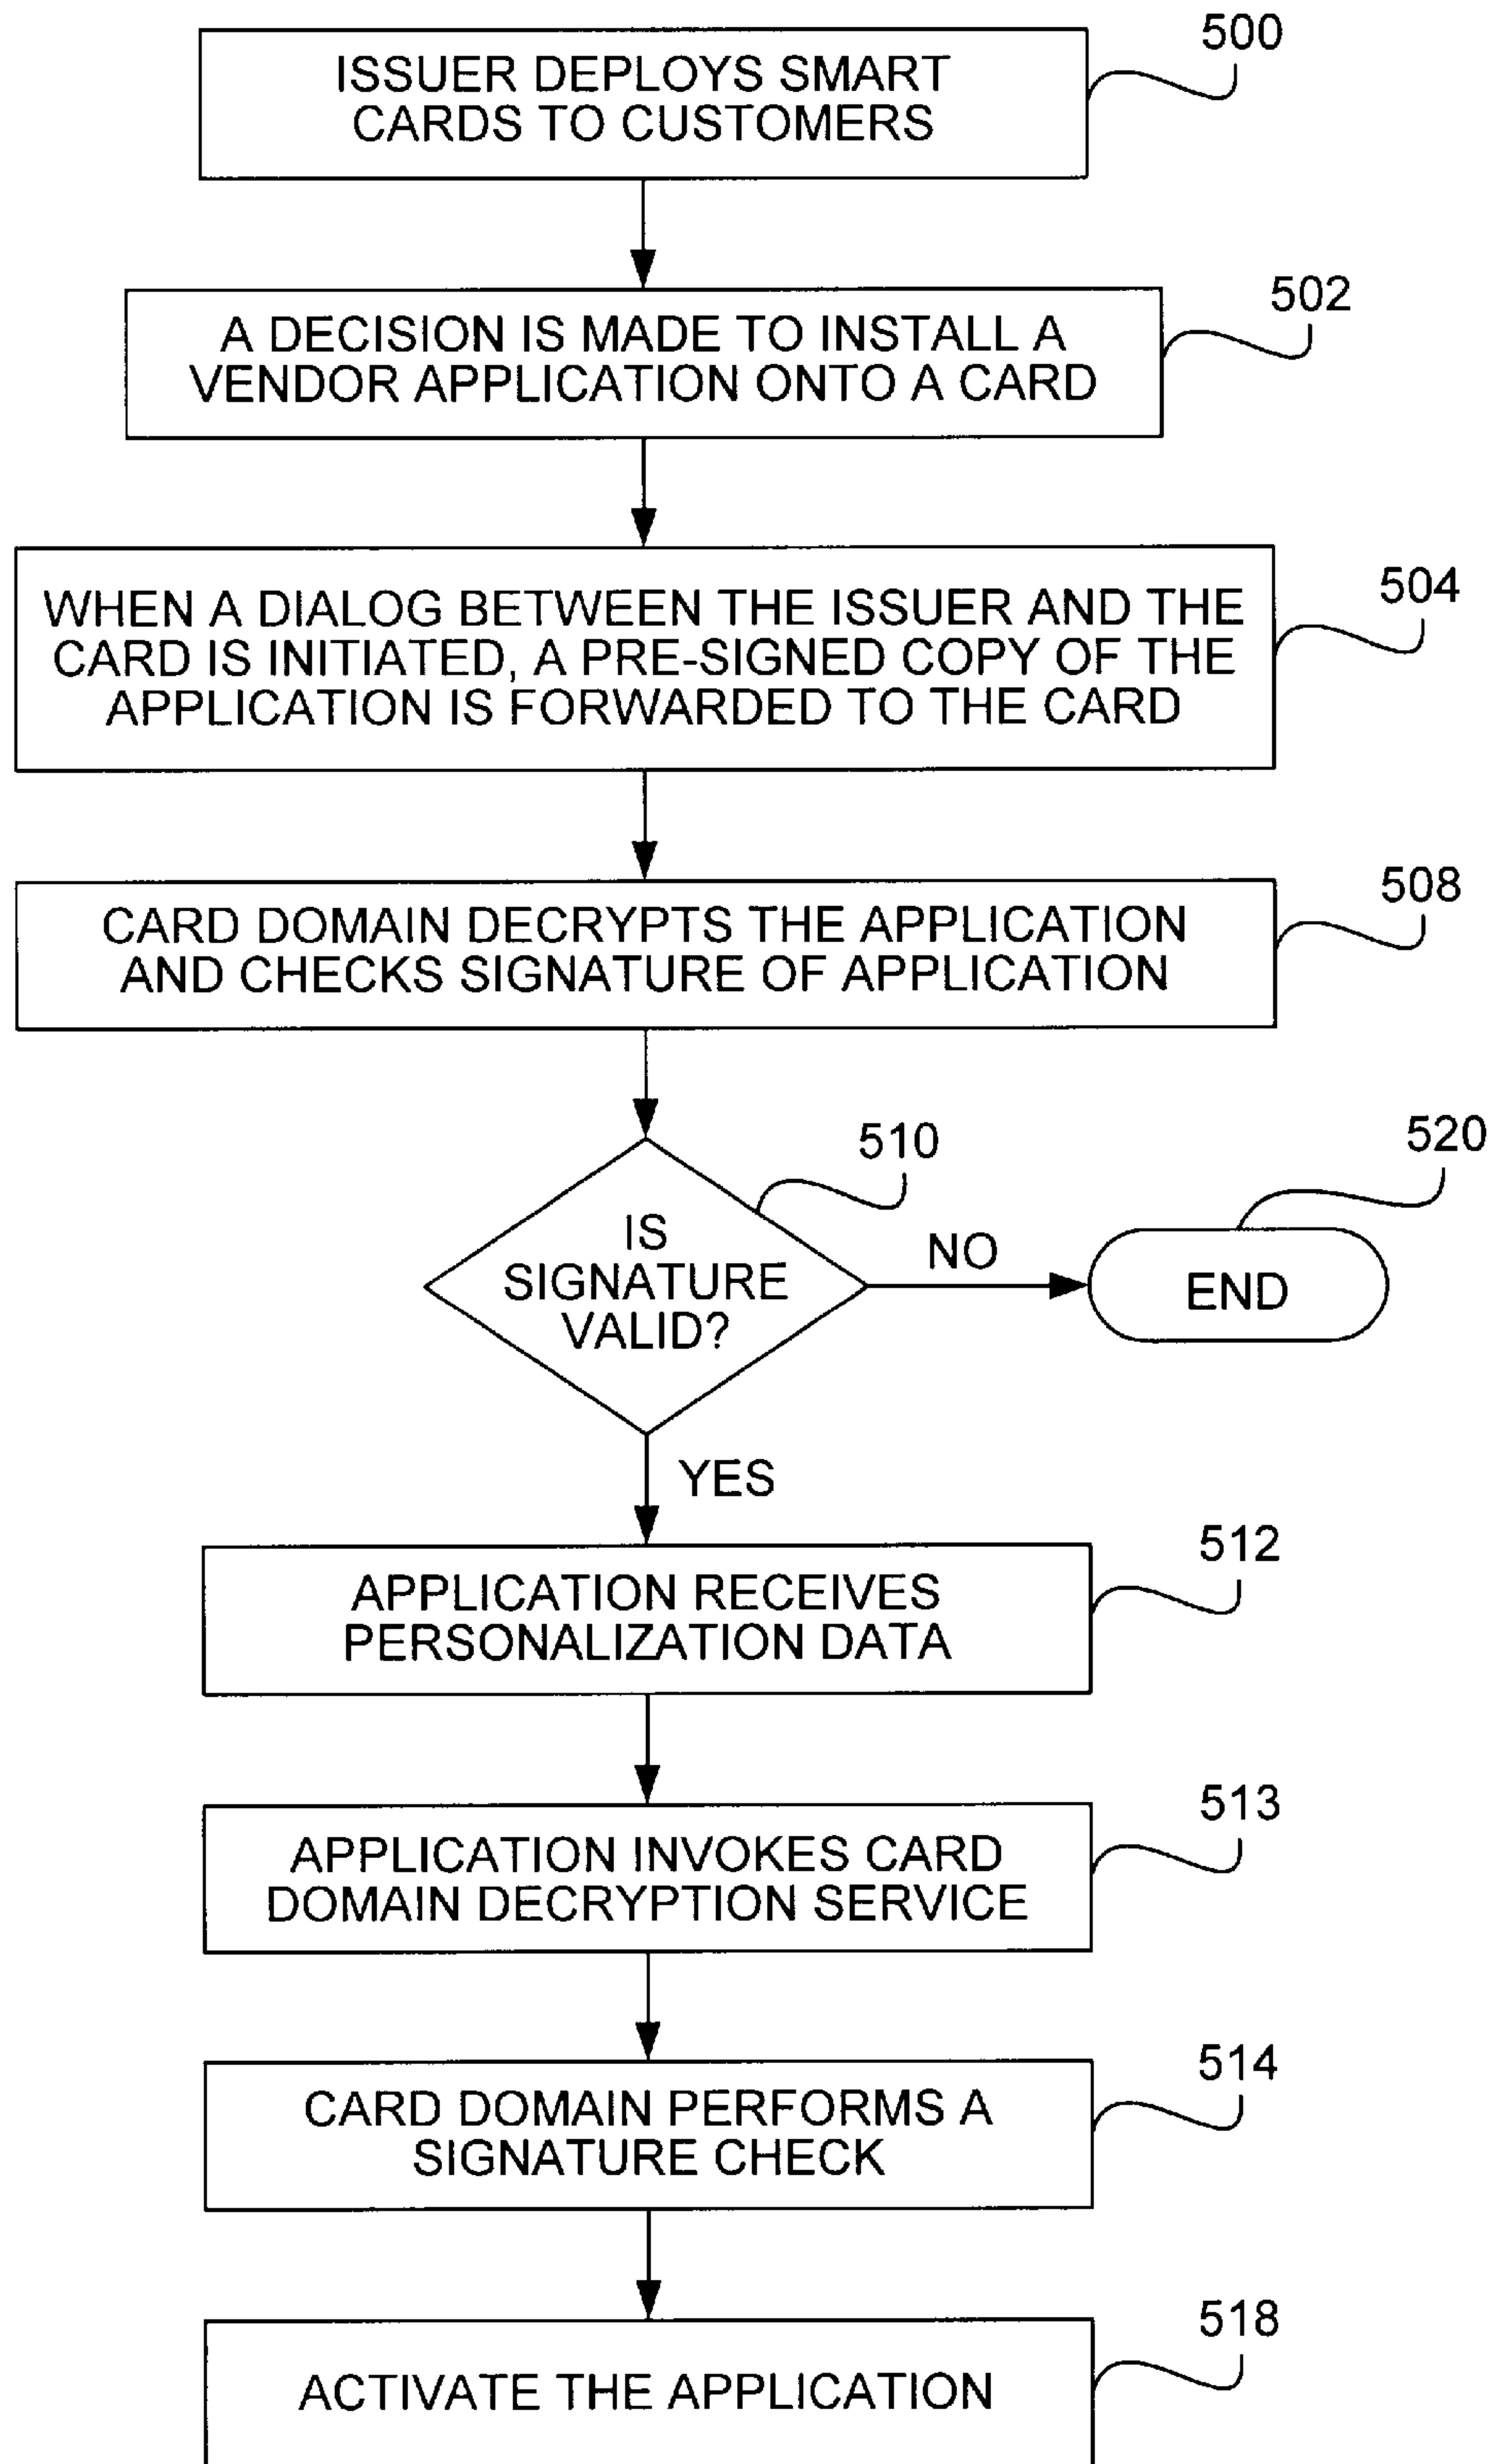 500
ISSUER DEPLOYS SMART
CARDS TO CUSTOMERS
502
A DECISION IS MADE TO INSTALL A
VENDOR APPLICATION ONTO A CARD
504
WHEN A DIALOG BETWEEN THE ISSUER AND THE
CARD IS INITIATED, A PRE-SIGNED COPY OF THE
APPLICATION IS FORWARDED TO THE CARD
508
CARD DOMAIN DECRYPTS THE APPLICATION
AND CHECKS SIGNATURE OF APPLICATION
510
520
IS
SIGNATURE
VALID?
NO
END
YES
512
APPLICATION RECEIVES
PERSONALIZATION DATA
513
APPLICATION INVOKES CARD
DOMAIN DECRYPTION SERVICE
514
CARD DOMAIN PERFORMS A
SIGNATURE CHECK
518
ACTIVATE THE APPLICATION